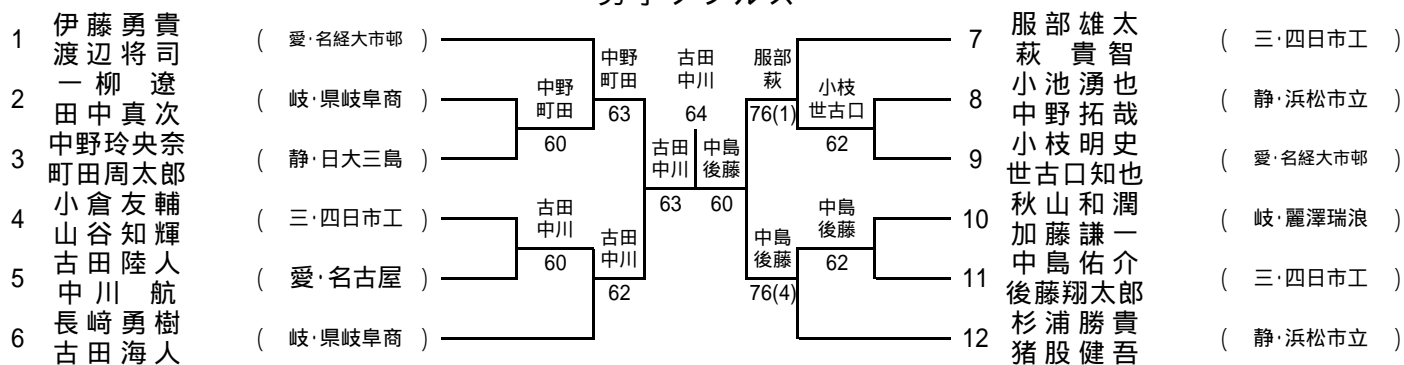 1 伊藤勇貴 渡辺将司 ( 愛・名経大市邨 )
2 一柳 遼 田中真次 ( 岐・県岐阜商 )
3 中野玲央奈 町田周太郎 ( 静・日大三島 )
4 小倉友輔 山谷知輝 ( 三・四日市工 )
5 古田陸人 中川 航 ( 愛・名古屋 )
6 長﨑勇樹 古田海人 ( 岐・県岐阜商 )
中野 町田
60
中野 町田
63
古田 中川
60
古田 中川
62
古田 中川
63
古田 中川
64
中島 後藤
60
服部 萩
76(1)
小枝 世古口
62
中島 後藤
76(4)
中島 後藤
62
7 服部雄太 萩 貴智 ( 三・四日市工 )
8 小池湧也 中野拓哉 ( 静・浜松市立 )
9 小枝明史 世古口知也 ( 愛・名経大市邨 )
10 秋山和潤 加藤謙一 ( 岐・麗澤瑞浪 )
11 中島佑介 後藤翔太郎 ( 三・四日市工 )
12 杉浦勝貴 猪股健吾 ( 静・浜松市立 )